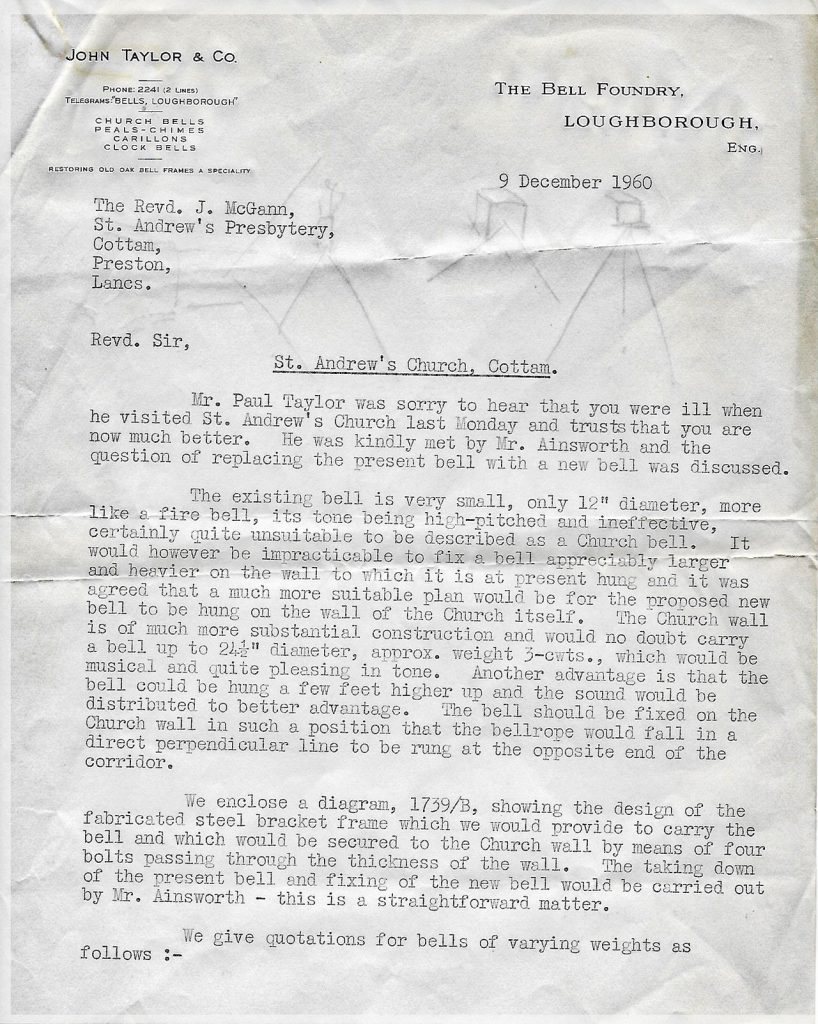 JOHN TAYLOR & CO.
PHONE: 2241 (2 LINES)
TELEGRAMS: "BELLS, LOUGHBOROUGH".
CHURCH BELLS
PEALS-CHIMES
CARILLONS
CLOCK BELLS
RESTORING OLD OAK BELL FRAMES A SPECIALITY.
THE BELL FOUNDRY,
LOUGHBOROUGH,
ENG.
9 December 1960
The Revd. J. McGann,
St. Andrew's Presbytery,
Cottam,
Preston,
Lancs.
Revd. Sir,
St. Andrew's Church, Cottam.
Mr. Paul Taylor was sorry to hear that you were ill when
he visited St. Andrew's Church last Monday and trusts that you are
now much better. He was kindly met by Mr. Ainsworth and the
question of replacing the present bell with a new bell was discussed.
The existing bell is very small, only 12" diameter, more
like a fire bell, its tone being high-pitched and ineffective,
certainly quite unsuitable to be described as a Church bell. It
would however be impracticable to fix a bell appreciably larger
and heavier on the wall to which it is at present hung and it was
agreed that a much more suitable plan would be for the proposed new
bell to be hung on the wall of the Church itself. The Church wall
is of much more substantial construction and would no doubt carry
a bell up to 24½" diameter, approx. weight 3-cwts., which would be
musical and quite pleasing in tone. Another advantage is that the
bell could be hung a few feet higher up and the sound would be
distributed to better advantage. The bell should be fixed on the
Church wall in such a position that the bellrope would fall in a
direct perpendicular line to be rung at the opposite end of the
corridor.
We enclose a diagram, 1739/B, showing the design of the
fabricated steel bracket frame which we would provide to carry the
bell and which would be secured to the Church wall by means of four
bolts passing through the thickness of the wall. The taking down
of the present bell and fixing of the new bell would be carried out
by Mr. Ainsworth - this is a straightforward matter.
We give quotations for bells of varying weights as
follows :-